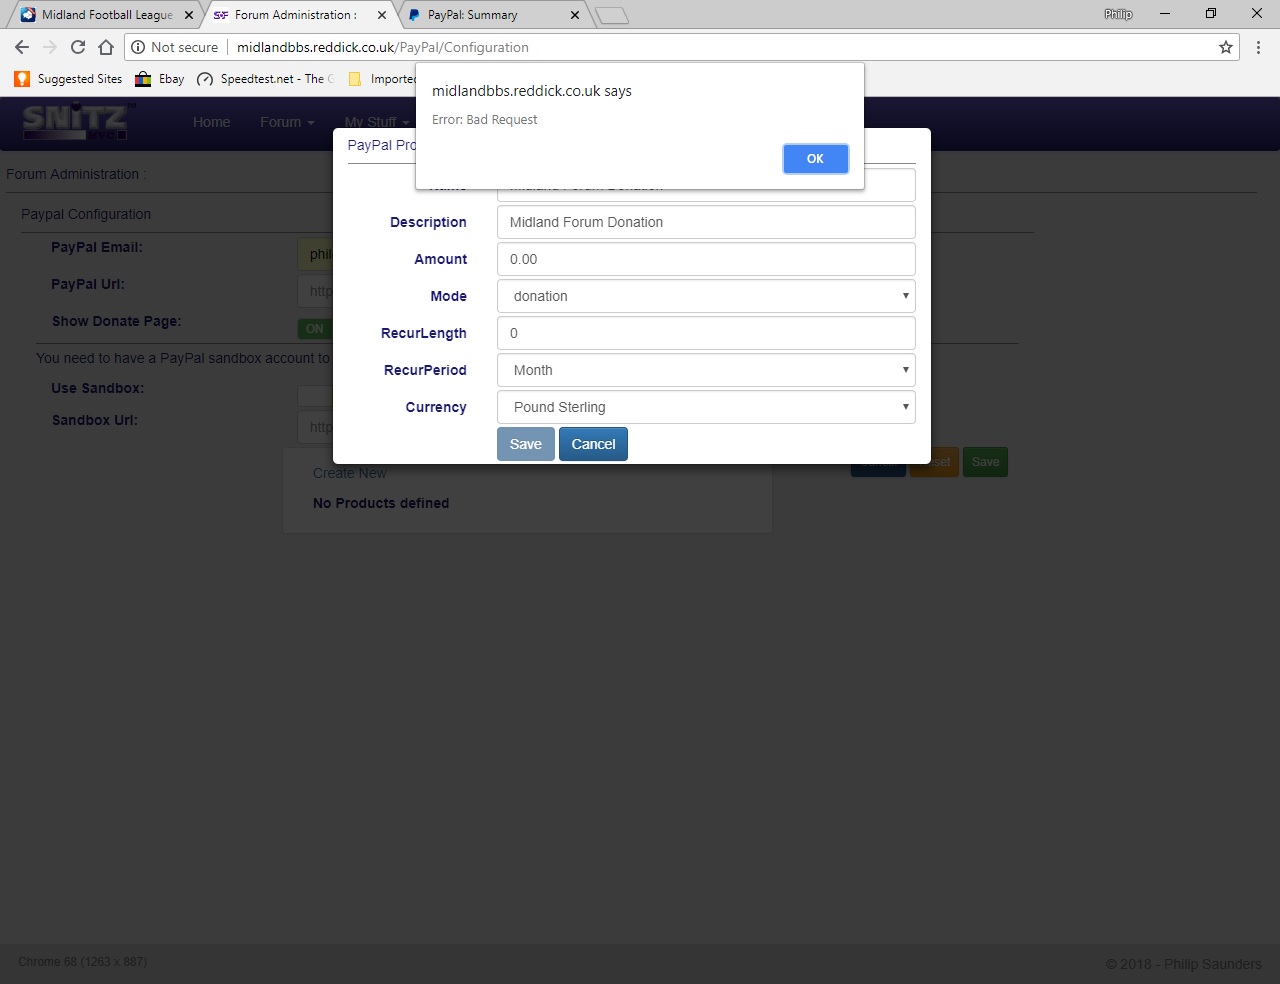 Midland Football League
Forum Administration :
PayPal: Summary
Philip
Not secure
midlandbbs.reddick.co.uk/PayPal/Configuration
Suggested Sites
Ebay
Speedtest.net - The G
Imported
midlandbbs.reddick.co.uk says
Error: Bad Request
OK
SNITZ
Home
Forum
My Stuff
PayPal Pro
Forum Administration :
Midland Forum Donation
Paypal Configuration
Description
Midland Forum Donation
PayPal Email:
phil
Amount
0.00
PayPal Url:
http
Mode
donation
Show Donate Page:
ON
RecurLength
0
You need to have a PayPal sandbox account to
RecurPeriod
Month
Use Sandbox:
Currency
Pound Sterling
Sandbox Url:
http
Save
Cancel
Save
Create New
No Products defined
Chrome 68 (1263 x 887)
© 2018 - Philip Saunders